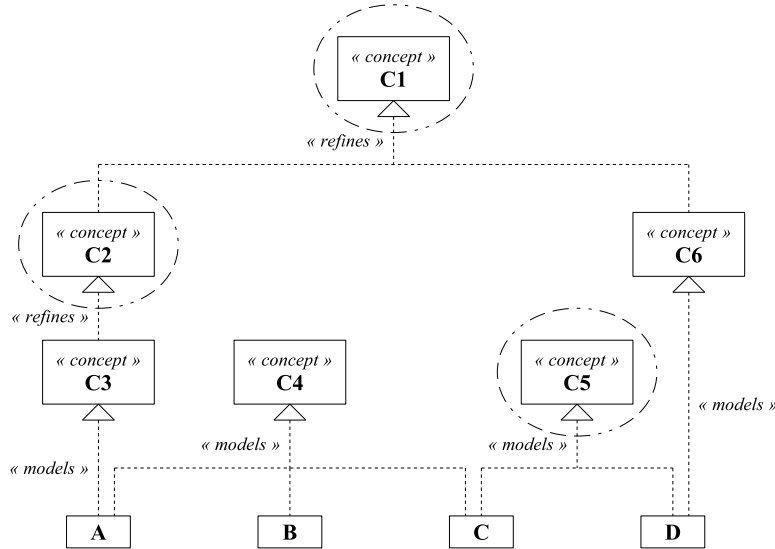 « concept »
C1
« refines »
« concept »
C2
« concept »
C6
« refines »
« concept »
C3
« concept »
C4
« concept »
C5
« models »
« models »
« models »
« models »
A
B
C
D